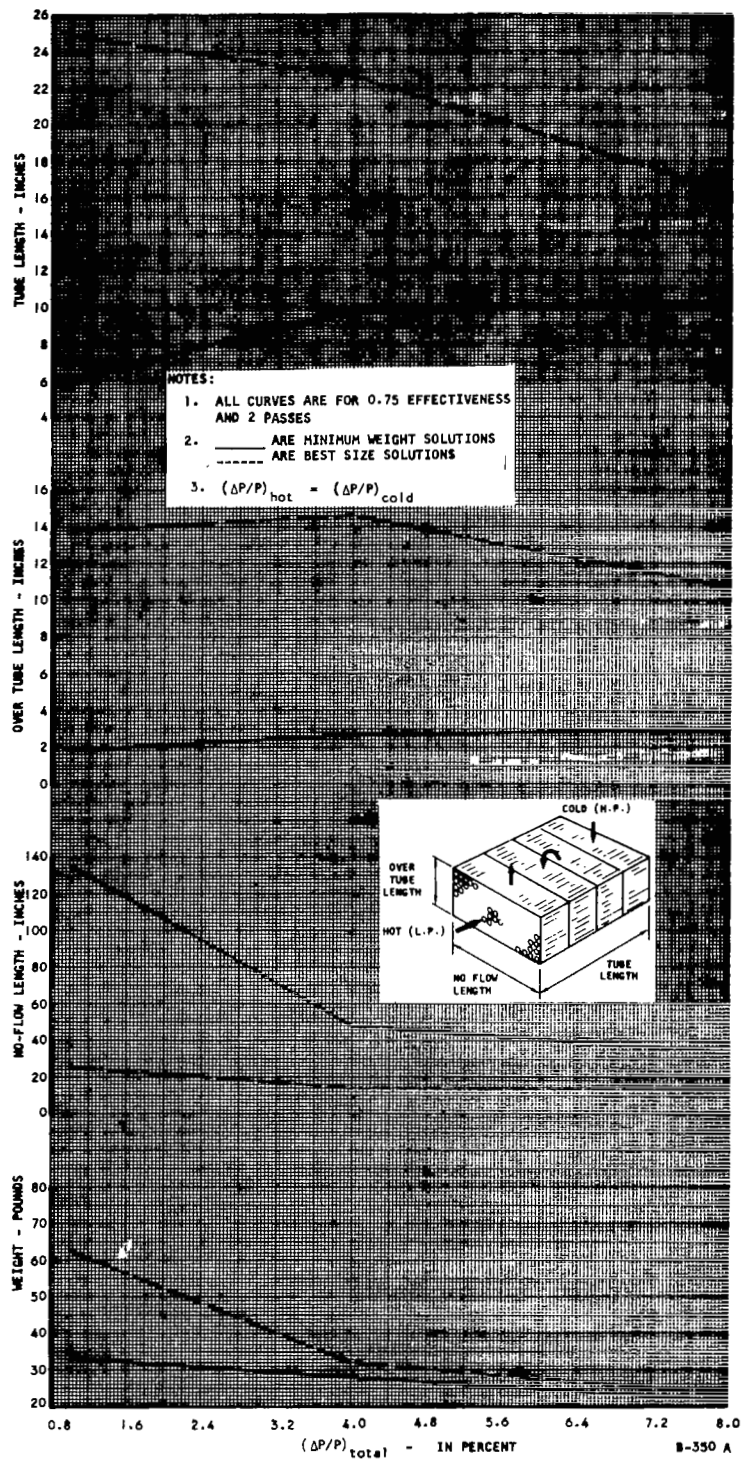 26
24
22
20
18
16
14
12
10
8
6
4
TUBE LENGTH - INCHES
NOTES:
1. ALL CURVES ARE FOR 0.75 EFFECTIVENESS
AND 2 PASSES
2. ——— ARE MINIMUM WEIGHT SOLUTIONS
------ ARE BEST SIZE SOLUTIONS
3. (ΔP/P)hot = (ΔP/P)cold
16
14
12
10
8
6
4
2
0
OVER TUBE LENGTH - INCHES
COLD (H.P.)
OVER
TUBE
LENGTH
HOT (L.P.)
NO FLOW
LENGTH
TUBE
LENGTH
140
120
100
80
60
40
20
0
NO-FLOW LENGTH - INCHES
80
70
60
50
40
30
20
WEIGHT - POUNDS
0.8 1.6 2.4 3.2 4.0 4.8 5.6 6.4 7.2 8.0
(ΔP/P)total - IN PERCENT
B-350 A